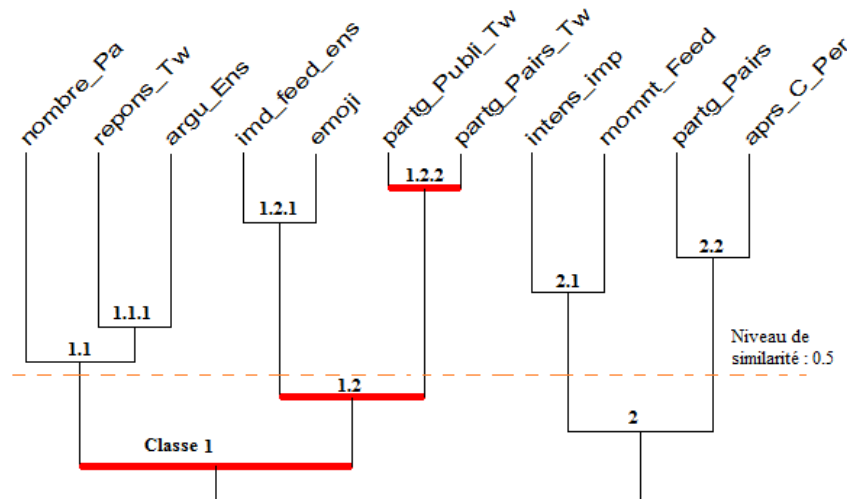 nombre_Pa
repons_Tw
argu_Ens
imd_feed_ens
emoji
partg_Publi_Tw
partg_Pairs_Tw
intens_imp
momnt_Feed
partg_Pairs
aprs_C_Per
1.2.2
1.2.1
2.2
2.1
1.1.1
Niveau de
similarité : 0.5
1.1
1.2
2
Classe 1